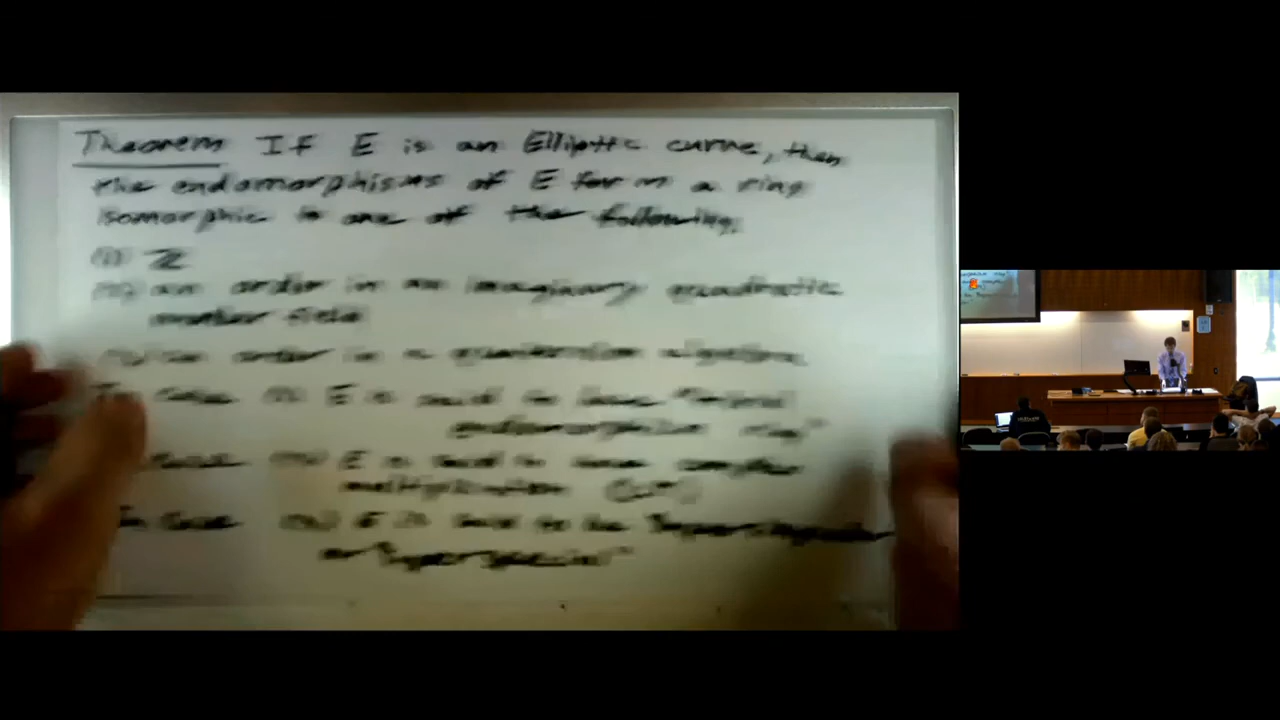 Theorem If E is an Elliptic curve, then
the endomorphisms of E form a ring
isomorphic to one of the following:
(i) ℤ
(ii) an order in an imaginary quadratic
number field
(iii) an order in a quaternion algebra.
In case (i) E is said to have "trivial
endomorphism ring"
In case (ii) E is said to have complex
multiplication (CM)
In case (iii) E is said to be "supersingular"
or "superspecial"